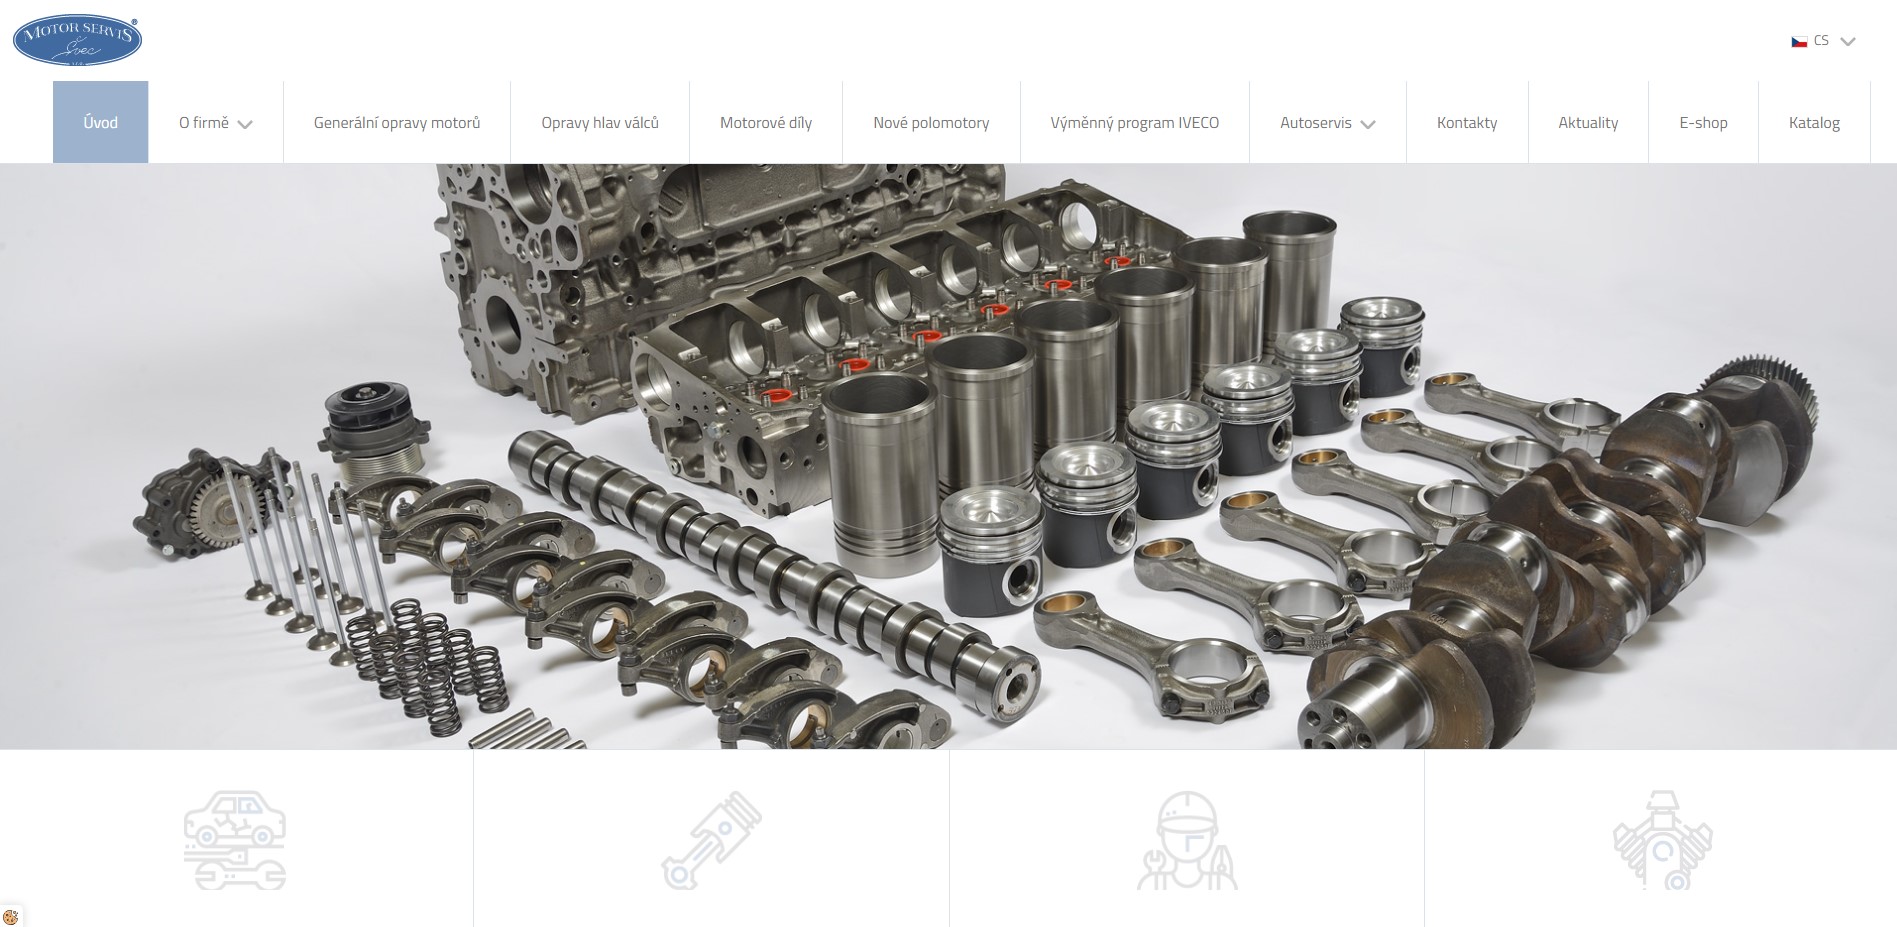 MOTOR SERVIS ®
Švec
s.r.o.
CS
Úvod
O firmě
Generální opravy motorů
Opravy hlav válců
Motorové díly
Nové polomotory
Výměnný program IVECO
Autoservis
Kontakty
Aktuality
E-shop
Katalog